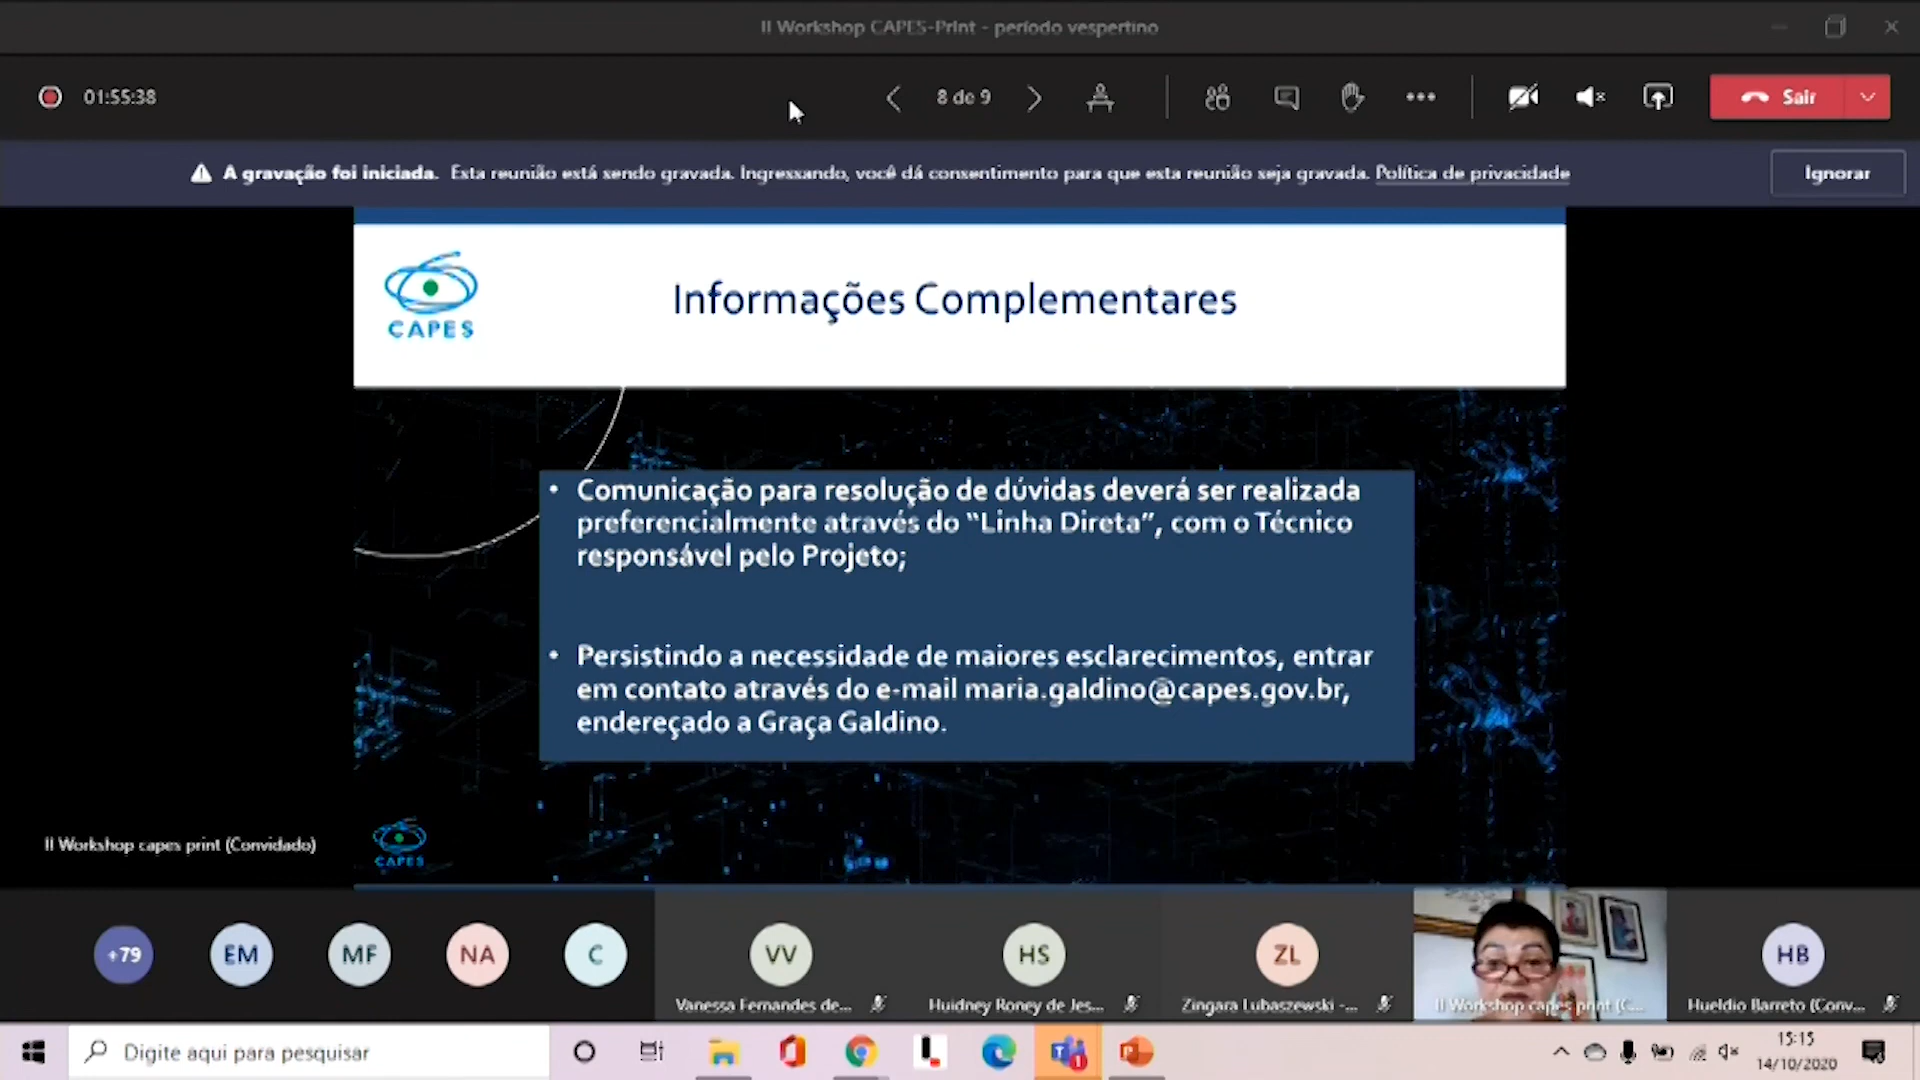 II Workshop CAPES-Print - período vespertino
01:55:38
8 de 9
Sair
A gravação foi iniciada. Esta reunião está sendo gravada. Ingressando, você dá consentimento para que esta reunião seja gravada. Política de privacidade
Ignorar
CAPES
Informações Complementares
• Comunicação para resolução de dúvidas deverá ser realizada
preferencialmente através do “Linha Direta”, com o Técnico
responsável pelo Projeto;
• Persistindo a necessidade de maiores esclarecimentos, entrar
em contato através do e-mail maria.galdino@capes.gov.br,
endereçado a Graça Galdino.
II Workshop capes print (Convidado)
CAPES
+79
EM
MF
NA
C
VV
HS
ZL
HB
Vanessa Fernandes de...
Huidney Roney de Jes...
Zingara Lubaszewski -...
II Workshop capes print (C...
Hueldio Barreto (Conv...
Digite aqui para pesquisar
15:15
14/10/2020